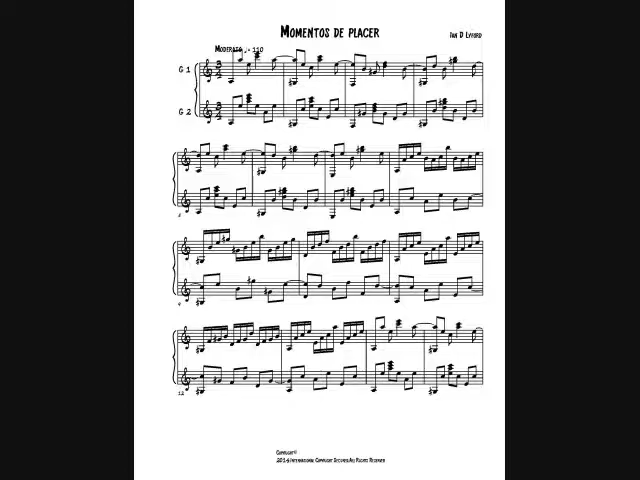 Momentos de placer
Ian D Lyford
Moderato ♩= 110
G 1
G 2
5
9
12
Copyright©
2014 International Copyright Secured All Rights Reserved